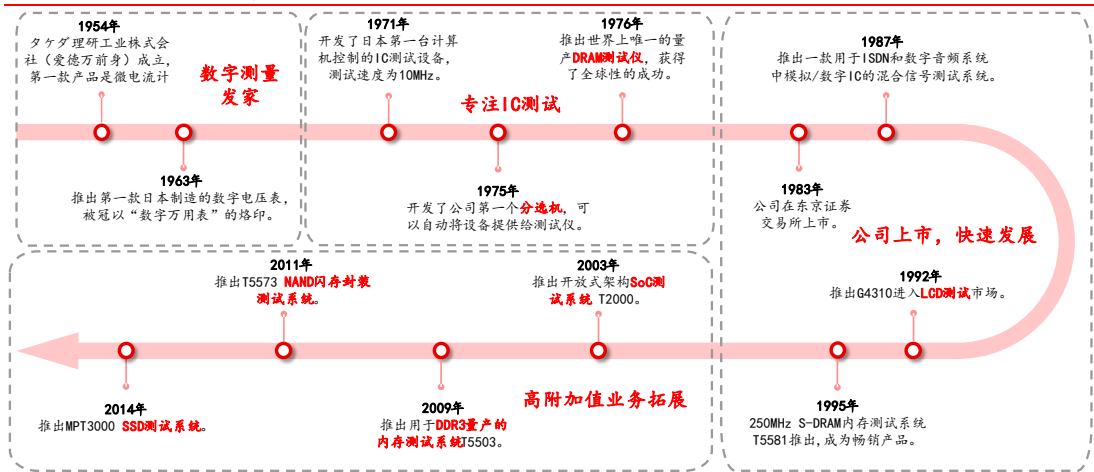 1954年
タケダ理研工业株式会
社（爱德万前身）成立，
第一款产品是微电流计
数字测量
发家
1963年
推出第一款日本制造的数字电压表，
被冠以“数字万用表”的烙印。
1971年
开发了日本第一台计算
机控制的IC测试设备，
测试速度为10MHz。
专注IC测试
1976年
推出世界上唯一的量
产DRAM测试仪，获得
了全球性的成功。
1975年
开发了公司第一个分选机，可
以自动将设备提供给测试仪。
1987年
推出一款用于ISDN和数字音频系统
中模拟/数字IC的混合信号测试系统。
1983年
公司在东京证券
交易所上市。
公司上市，快速发展
1992年
推出G4310进入LCD测试市场。
1995年
250MHz S-DRAM内存测试系统
T5581推出,成为畅销产品。
2003年
推出开放式架构SoC测
试系统 T2000。
高附加值业务拓展
2009年
推出用于DDR3量产的
内存测试系统T5503。
2011年
推出T5573 NAND闪存封装
测试系统。
2014年
推出MPT3000 SSD测试系统。